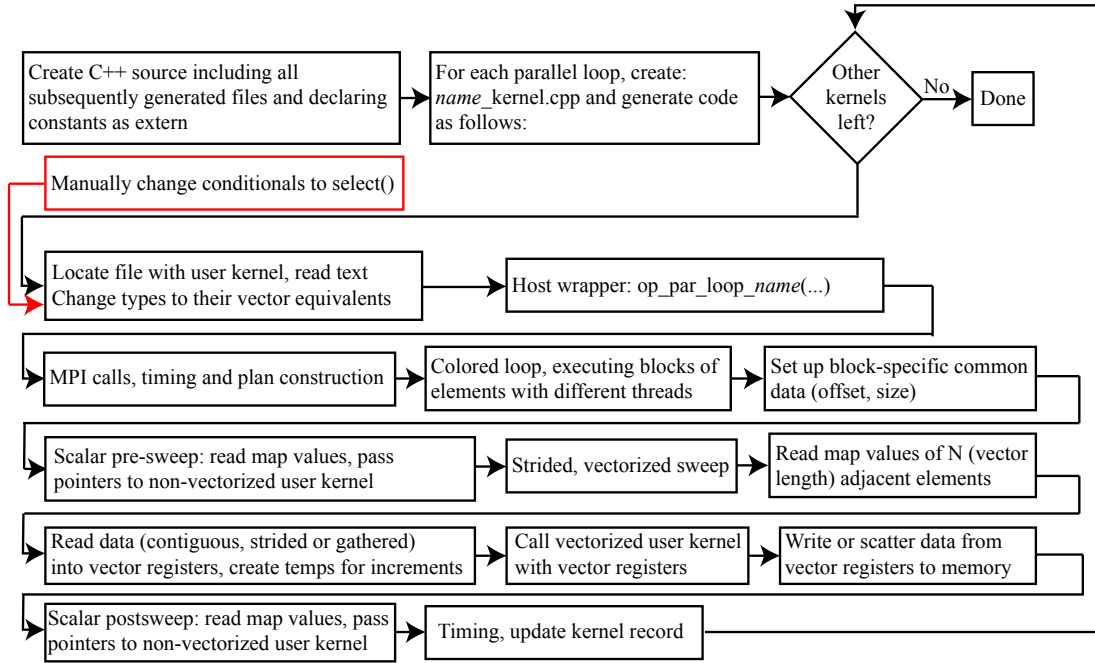 Create C++ source including all
subsequently generated files and declaring
constants as extern
For each parallel loop, create:
name_kernel.cpp and generate code
as follows:
Other
kernels
left?
No
Done
Manually change conditionals to select()
Locate file with user kernel, read text
Change types to their vector equivalents
Host wrapper: op_par_loop_name(...)
MPI calls, timing and plan construction
Colored loop, executing blocks of
elements with different threads
Set up block-specific common
data (offset, size)
Scalar pre-sweep: read map values, pass
pointers to non-vectorized user kernel
Strided, vectorized sweep
Read map values of N (vector
length) adjacent elements
Read data (contiguous, strided or gathered)
into vector registers, create temps for increments
Call vectorized user kernel
with vector registers
Write or scatter data from
vector registers to memory
Scalar postsweep: read map values, pass
pointers to non-vectorized user kernel
Timing, update kernel record